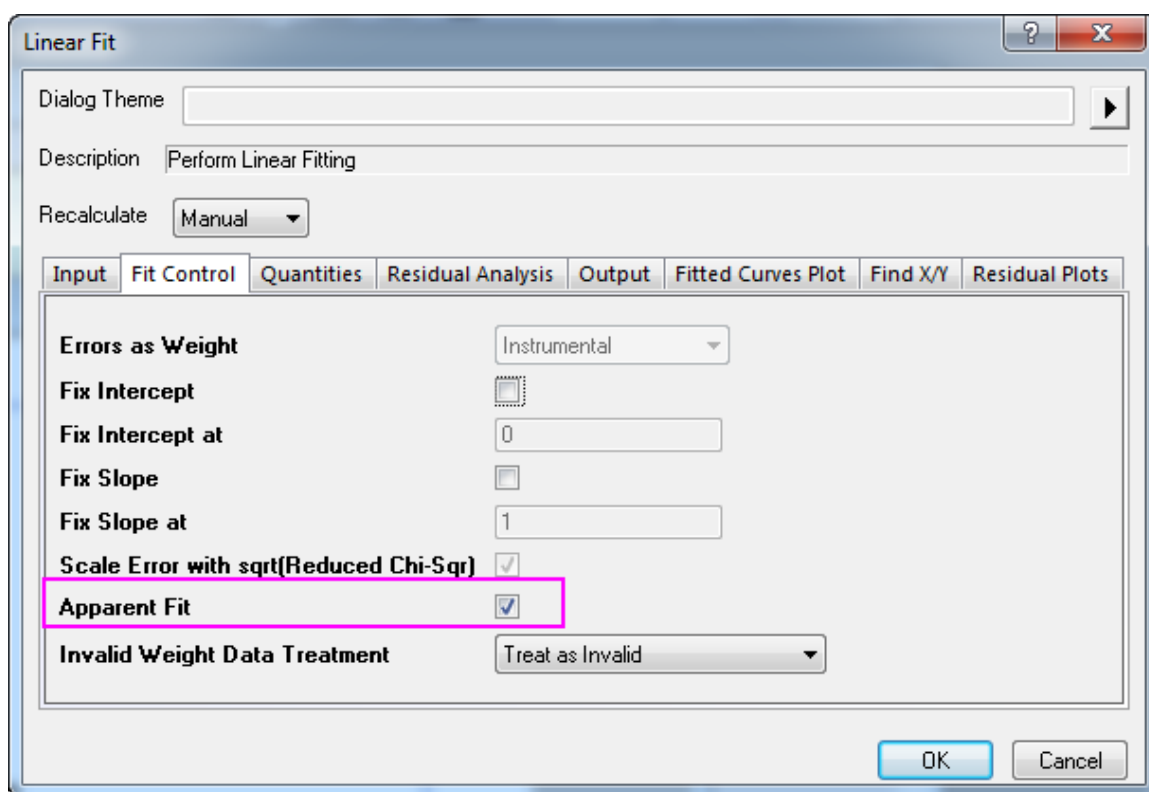 Linear Fit
Dialog Theme
Description Perform Linear Fitting
Recalculate Manual
Input Fit Control Quantities Residual Analysis Output Fitted Curves Plot Find X/Y Residual Plots
Errors as Weight Instrumental
Fix Intercept
Fix Intercept at 0
Fix Slope
Fix Slope at 1
Scale Error with sqrt(Reduced Chi-Sqr)
Apparent Fit
Invalid Weight Data Treatment Treat as Invalid
OK Cancel